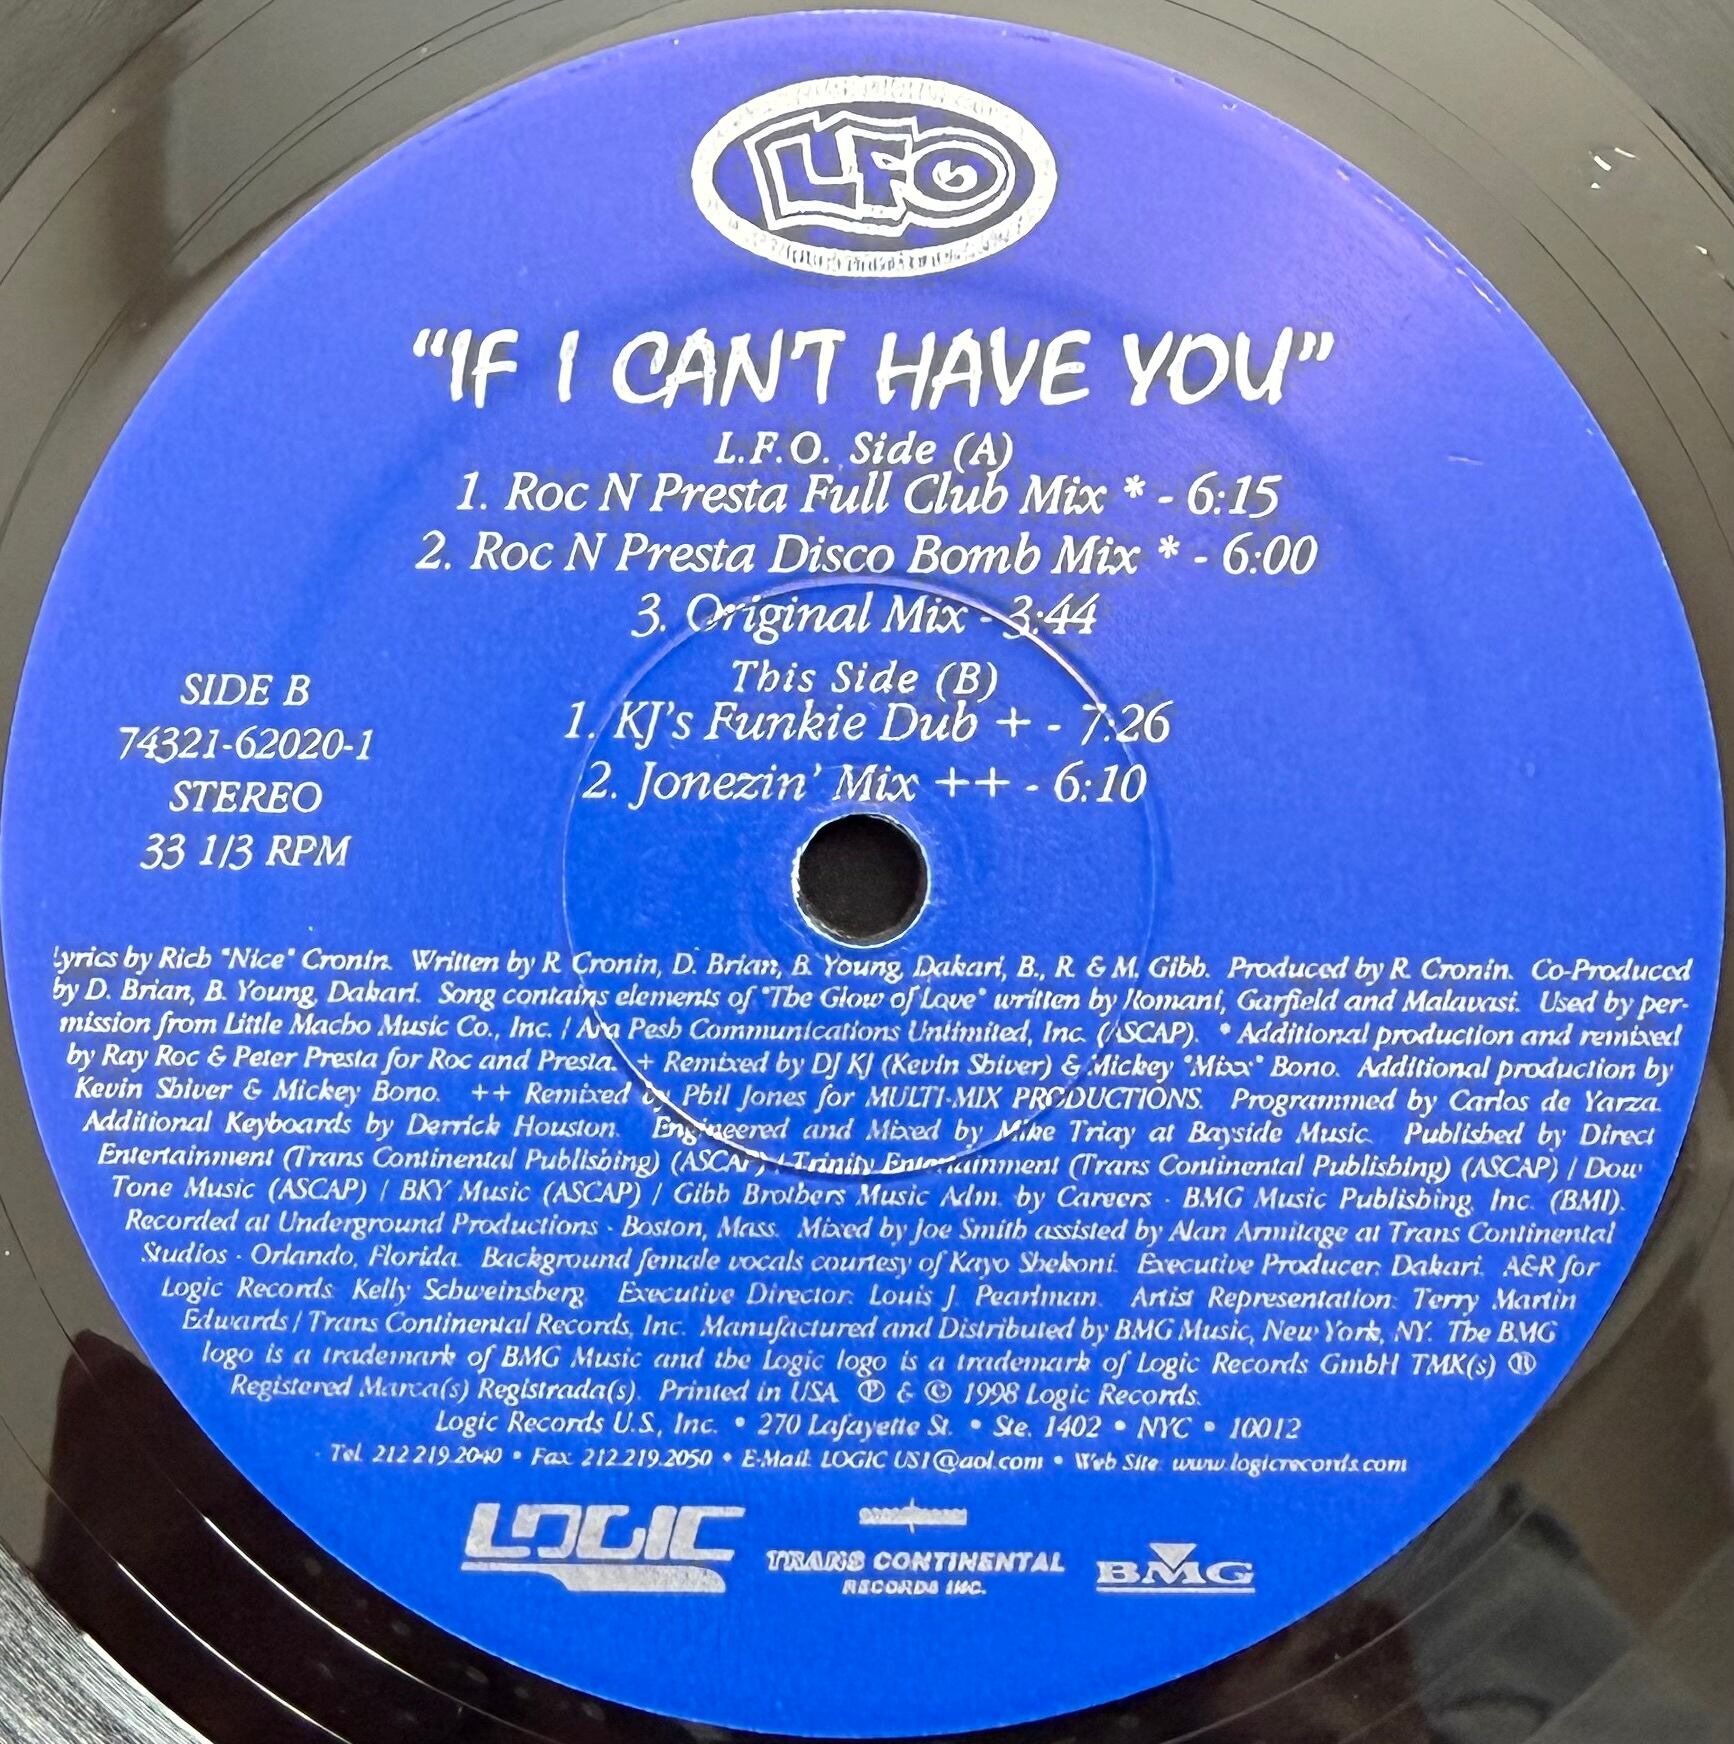 LFO
"IF I CAN'T HAVE YOU"
L.F.O. Side (A)
1. Roc N Presta Full Club Mix * - 6:15
2. Roc N Presta Disco Bomb Mix * - 6:00
3. Original Mix - 3:44
This Side (B)
1. KJ's Funkie Dub + - 7:26
2. Jonezin' Mix ++ - 6:10
SIDE B
74321-62020-1
STEREO
33 1/3 RPM
Lyrics by Rich "Nice" Cronin. Written by R. Cronin, D. Brian, B. Young, Dakari, B., R. & M. Gibb. Produced by R. Cronin. Co-Produced
by D. Brian, B. Young, Dakari. Song contains elements of "The Glow of Love" written by Romani, Garfield and Malavasi. Used by per-
mission from Little Macho Music Co., Inc. / Ara Pesh Communications Unlimited, Inc. (ASCAP). * Additional production and remixed
by Ray Roc & Peter Presta for Roc and Presta. + Remixed by DJ KJ (Kevin Shiver) & Mickey "Mixx" Bono. Additional production by
Kevin Shiver & Mickey Bono. ++ Remixed by Phil Jones for MULTI-MIX PRODUCTIONS. Programmed by Carlos de Yarza.
Additional Keyboards by Derrick Houston. Engineered and Mixed by Mike Triay at Bayside Music. Published by Direct
Entertainment (Trans Continental Publishing) (ASCAP) / Trinity Entertainment (Trans Continental Publishing) (ASCAP) / Dow
Tone Music (ASCAP) / BKY Music (ASCAP) / Gibb Brothers Music Adm. by Careers - BMG Music Publishing, Inc. (BMI).
Recorded at Underground Productions - Boston, Mass. Mixed by Joe Smith assisted by Alan Armitage at Trans Continental
Studios - Orlando, Florida. Background female vocals courtesy of Kayo Shekoni. Executive Producer: Dakari. A&R for
Logic Records: Kelly Schweinsberg. Executive Director: Louis J. Pearlman. Artist Representation: Terry Martin
Edwards / Trans Continental Records, Inc. Manufactured and Distributed by BMG Music, New York, NY. The BMG
logo is a trademark of BMG Music and the Logic logo is a trademark of Logic Records GmbH TMK(s) ®
Registered Marca(s) Registrada(s). Printed in USA ℗ & © 1998 Logic Records.
Logic Records U.S., Inc. • 270 Lafayette St. • Ste. 1402 • NYC • 10012
Tel. 212.219.2040 • Fax: 212.219.2050 • E-Mail: LOGIC US1@aol.com • Web Site: www.logicrecords.com
LOGIC
TRANS CONTINENTAL
RECORDS INC.
BMG